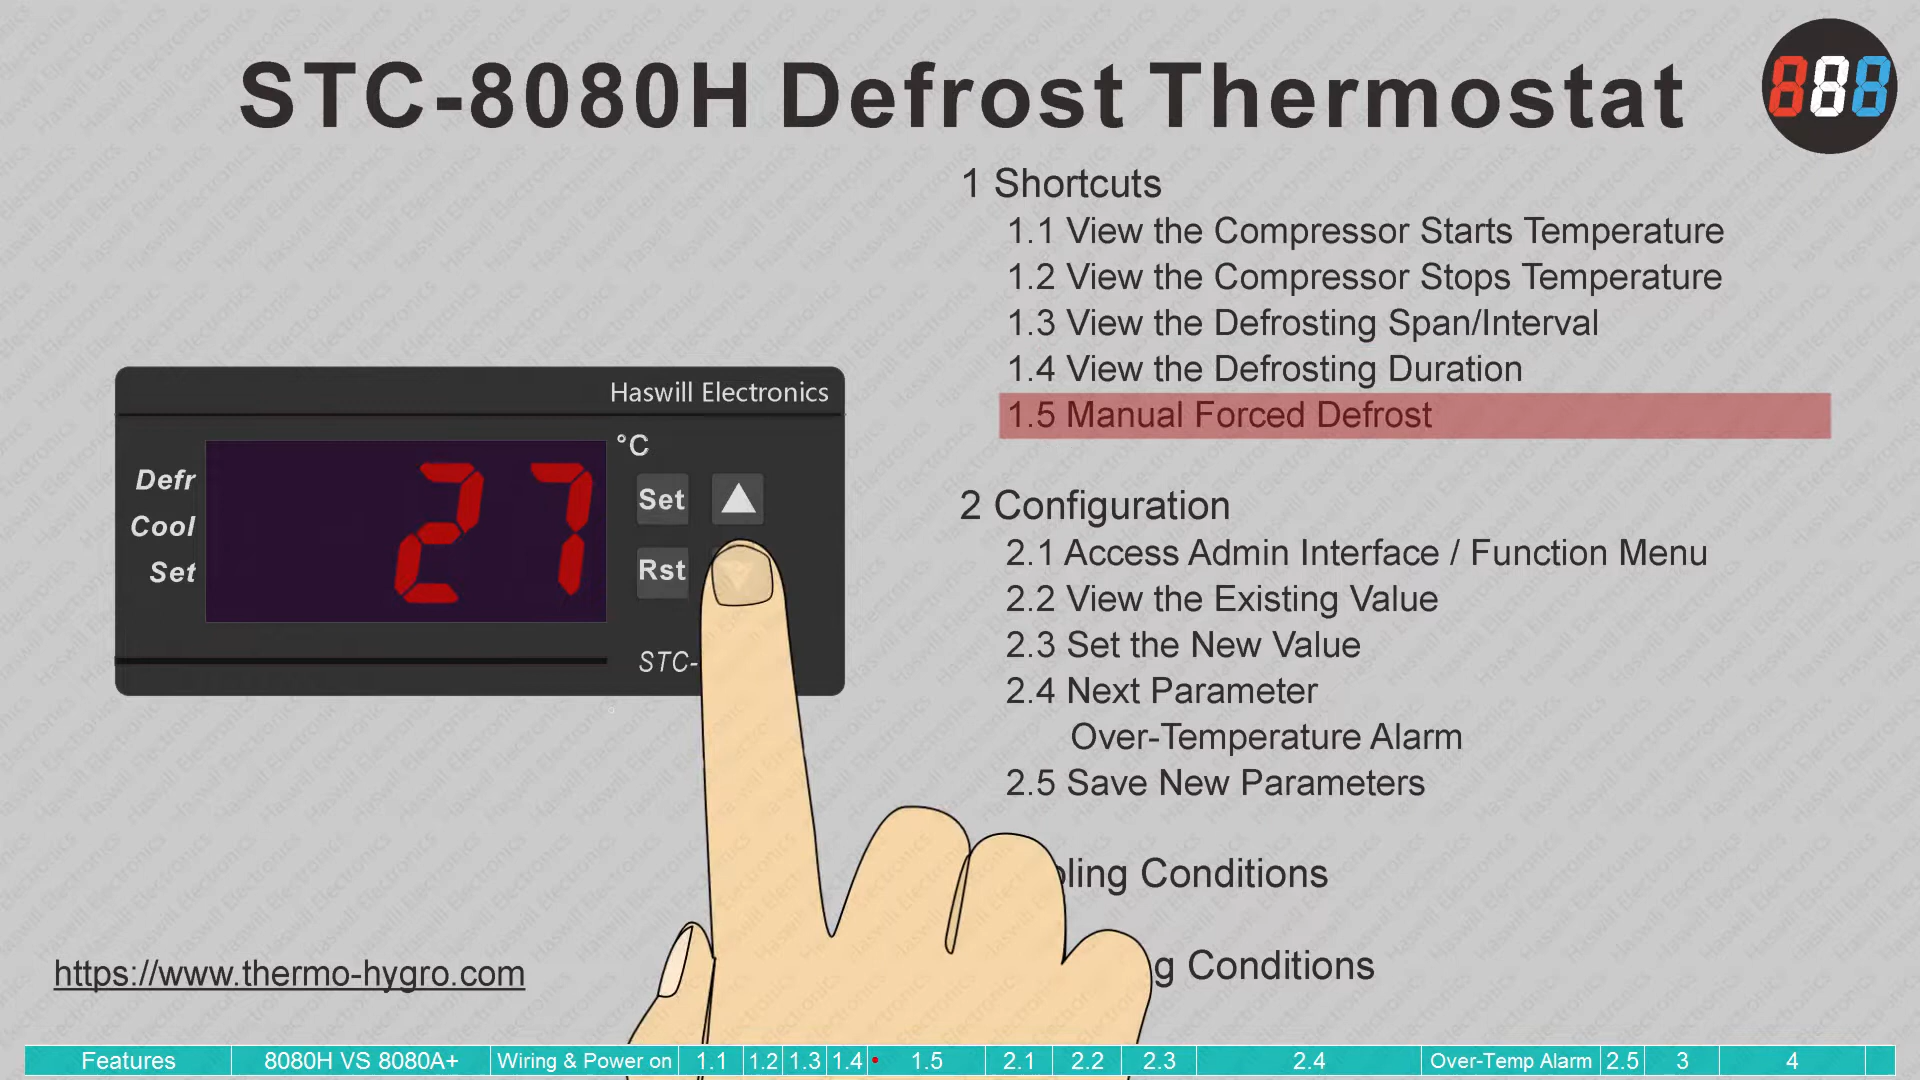 STC-8080H Defrost Thermostat
888
1 Shortcuts
1.1 View the Compressor Starts Temperature
1.2 View the Compressor Stops Temperature
1.3 View the Defrosting Span/Interval
1.4 View the Defrosting Duration
1.5 Manual Forced Defrost
2 Configuration
2.1 Access Admin Interface / Function Menu
2.2 View the Existing Value
2.3 Set the New Value
2.4 Next Parameter
Over-Temperature Alarm
2.5 Save New Parameters
Conditions
Conditions
Haswill Electronics
°C
Defr
Cool
Set
27
Set
Rst
STC-
https://www.thermo-hygro.com
Features 8080H VS 8080A+ Wiring & Power on 1.1 1.2 1.3 1.4 1.5 2.1 2.2 2.3 2.4 Over-Temp Alarm 2.5 3 4